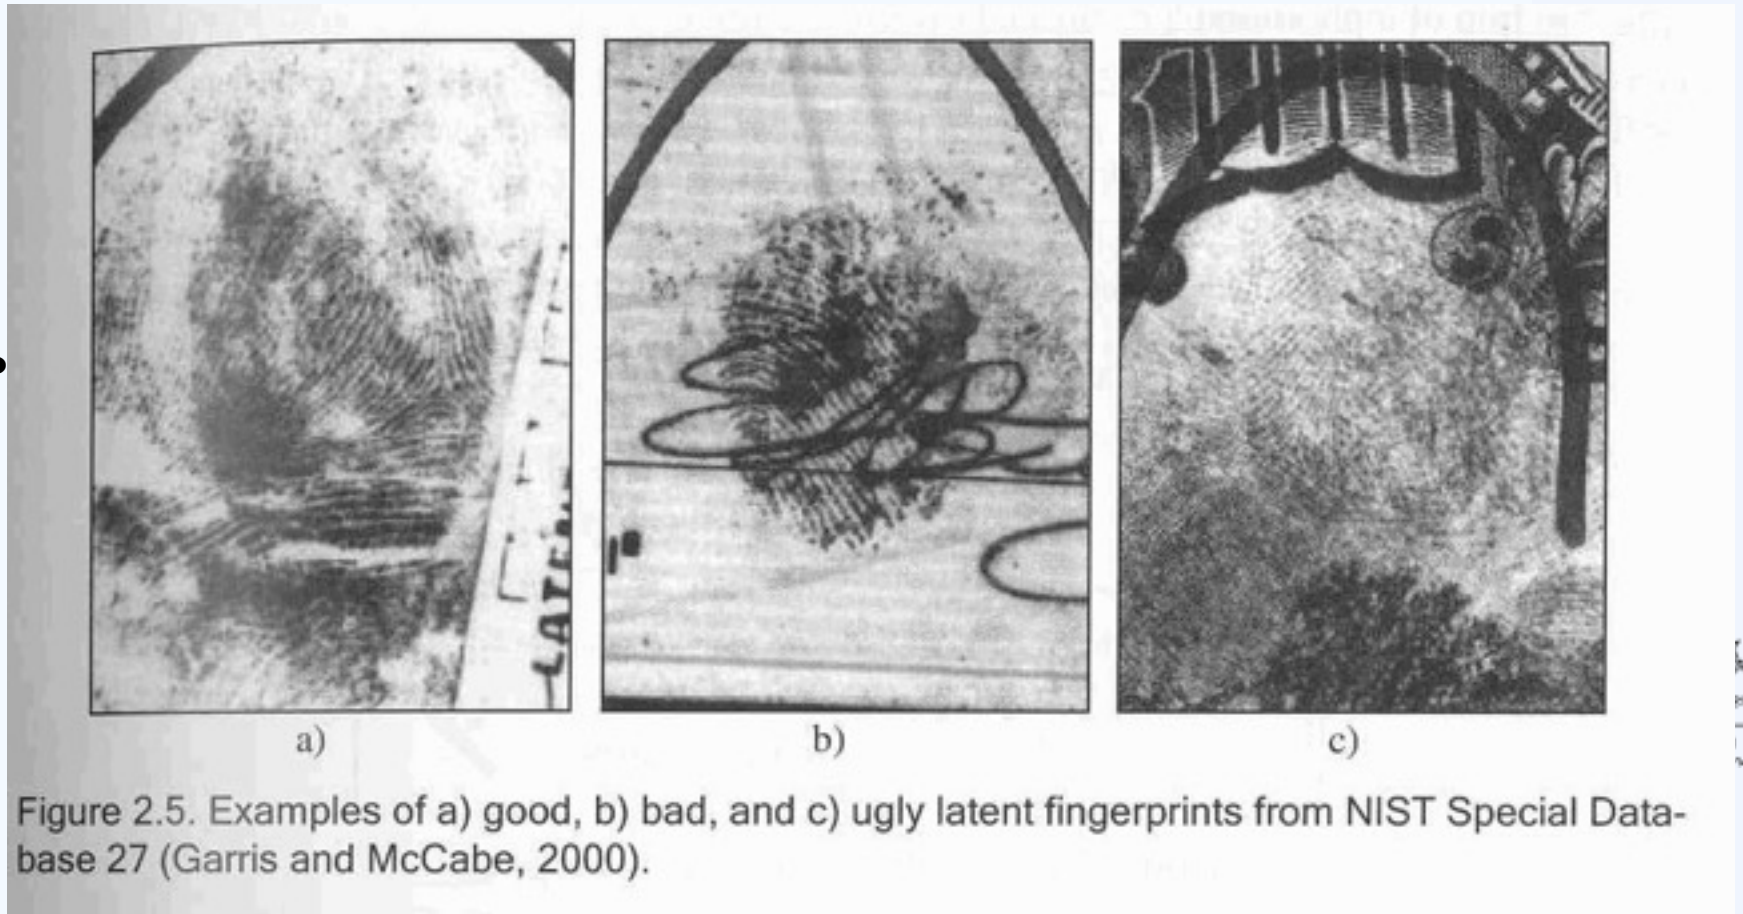 a)
b)
c)
Figure 2.5. Examples of a) good, b) bad, and c) ugly latent fingerprints from NIST Special Data-
base 27 (Garris and McCabe, 2000).